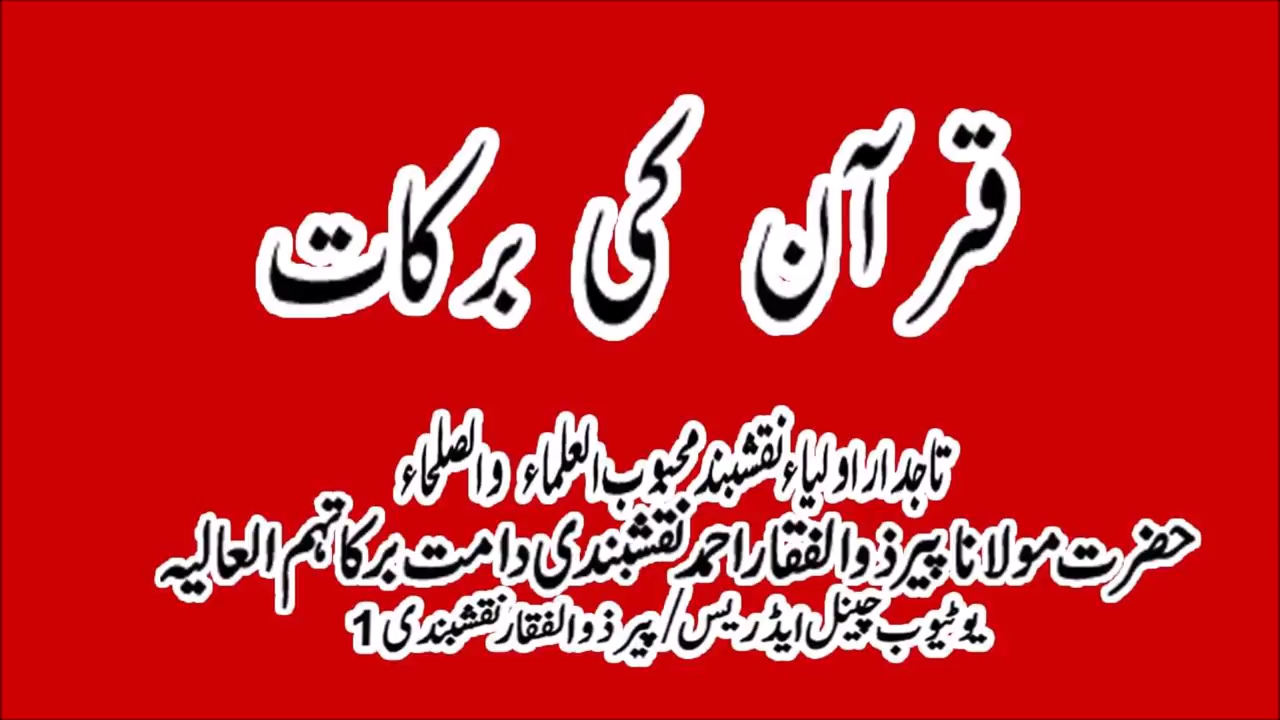 قرآن کی برکات
تاجدار اولیاء نقشبند محبوب العلماء والصلحاء
حضرت مولانا پیر ذوالفقار احمد نقشبندی دامت برکاتہم العالیہ
یوٹیوب چینل ایڈریس / پیر ذوالفقار نقشبندی 1